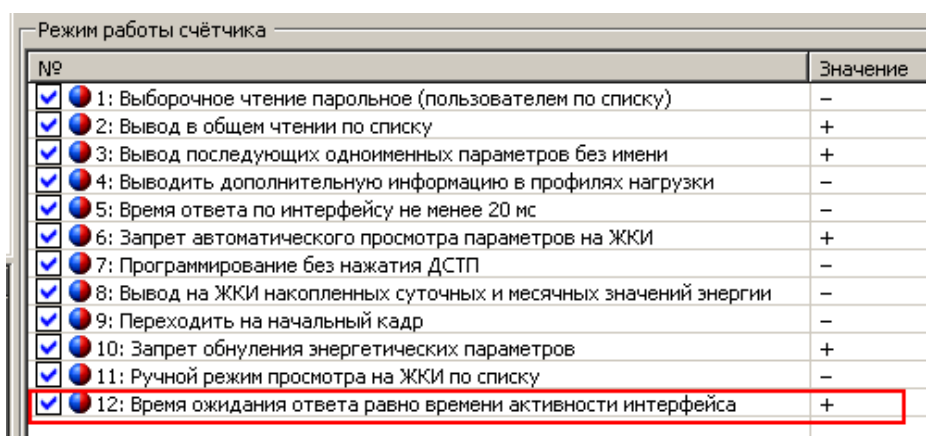 Режим работы счётчика
№ Значение
1: Выборочное чтение парольное (пользователем по списку) –
2: Вывод в общем чтении по списку +
3: Вывод последующих одноименных параметров без имени +
4: Выводить дополнительную информацию в профилях нагрузки –
5: Время ответа по интерфейсу не менее 20 мс –
6: Запрет автоматического просмотра параметров на ЖКИ +
7: Программирование без нажатия ДСТП –
8: Вывод на ЖКИ накопленных суточных и месячных значений энергии –
9: Переходить на начальный кадр –
10: Запрет обнуления энергетических параметров +
11: Ручной режим просмотра на ЖКИ по списку –
12: Время ожидания ответа равно времени активности интерфейса +